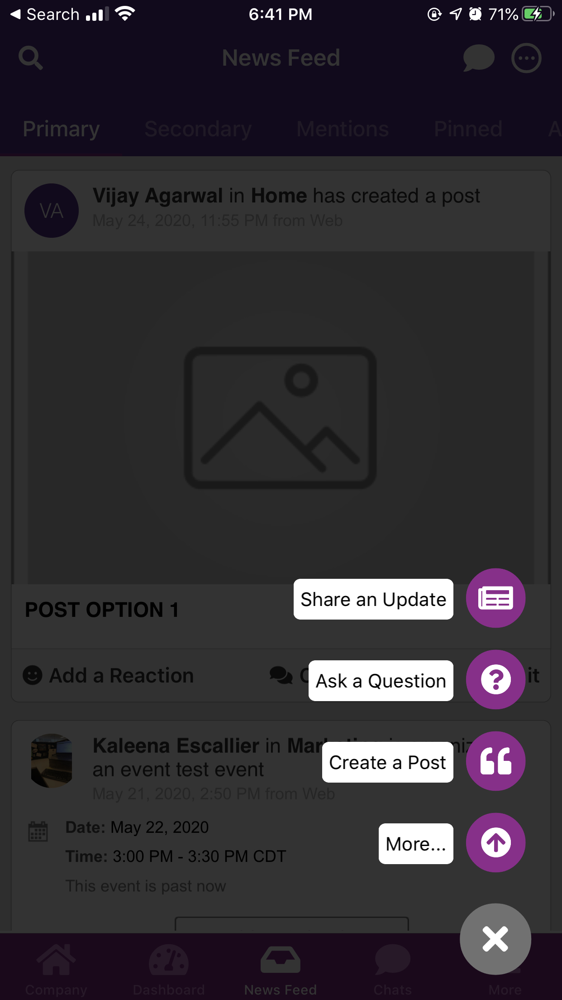 Search
6:41 PM
71%
News Feed
Primary
Secondary
Mentions
Pinned
A
VA
Vijay Agarwal in Home has created a post
May 24, 2020, 11:55 PM from Web
Share an Update
POST OPTION 1
Add a Reaction
Ask a Question
it
Kaleena Escallier in
an event test event
Create a Post
May 21, 2020, 2:50 PM from Web
Date: May 22, 2020
More...
Time: 3:00 PM - 3:30 PM CDT
This event is past now
Company
Dashboard
News Feed
Chats
More